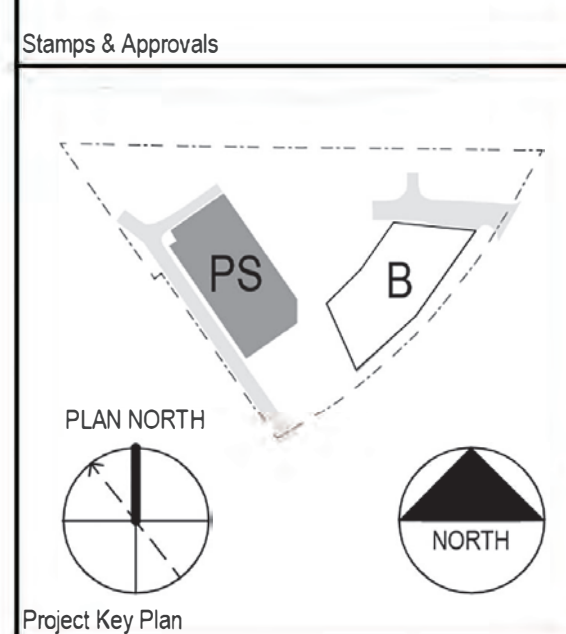 Stamps & Approvals
PS
B
PLAN NORTH
NORTH
Project Key Plan